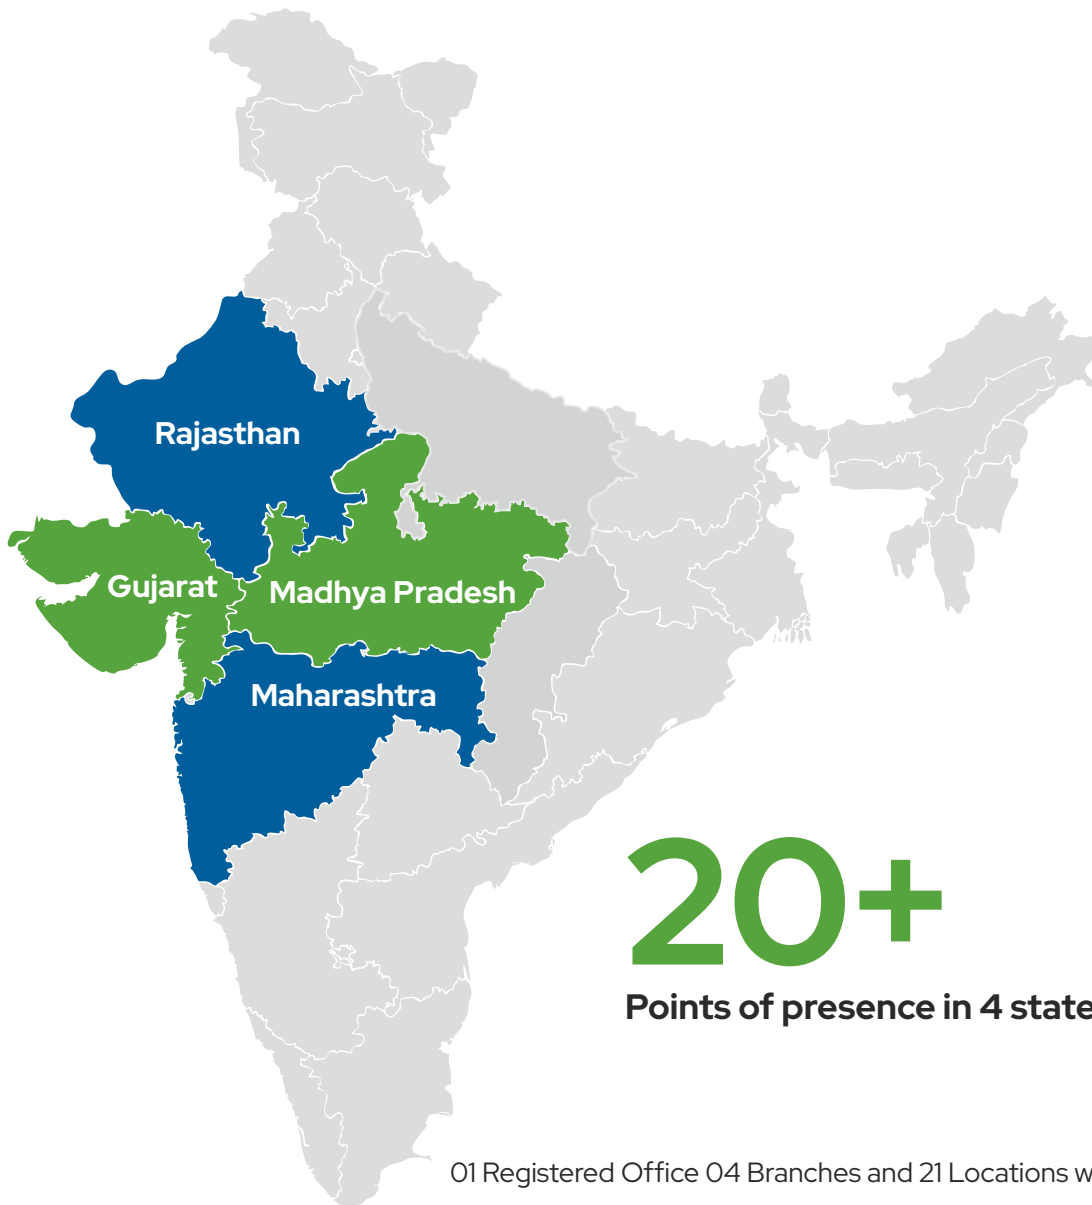 Rajasthan
Gujarat
Madhya Pradesh
Maharashtra
20+
Points of presence in 4 state
01 Registered Office 04 Branches and 21 Locations w